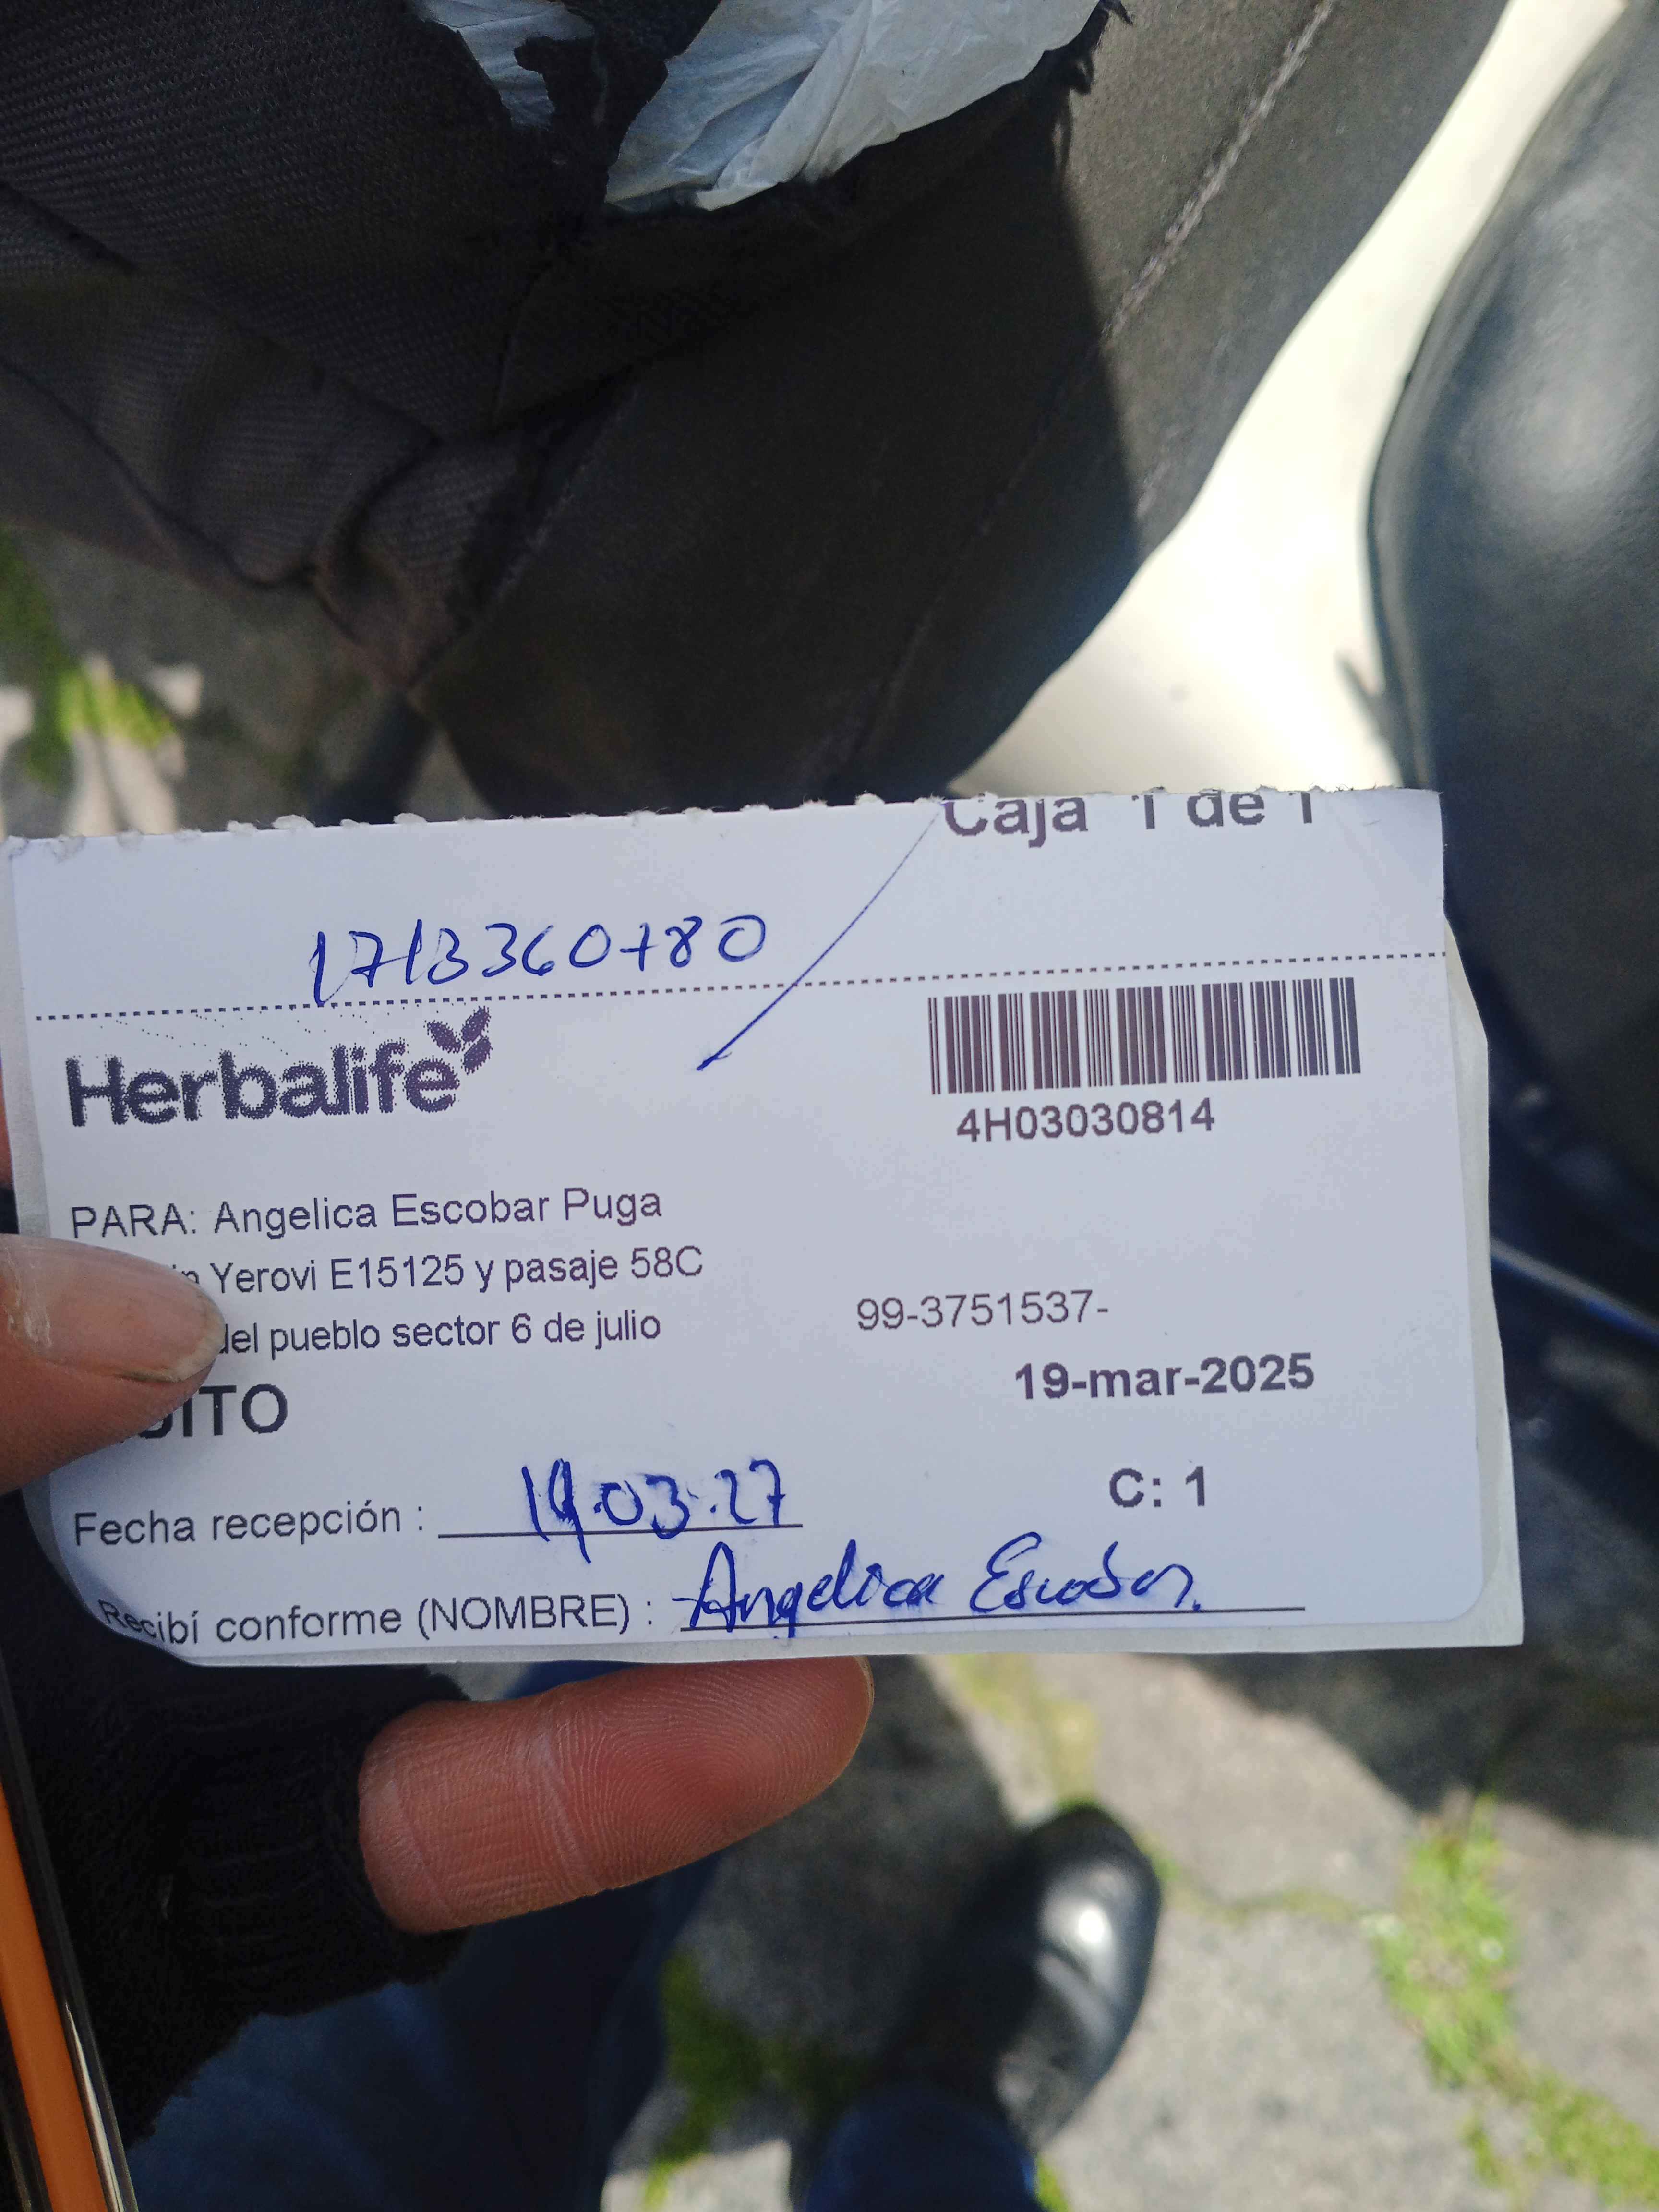 Caja 1 de 1
1713360780
Herbalife
4H03030814
PARA: Angelica Escobar Puga
Yerovi E15125 y pasaje 58C
del pueblo sector 6 de julio
99-3751537-
19-mar-2025
C: 1
Fecha recepción : 19.03.27
Recibí conforme (NOMBRE) : Angelica Escobar.